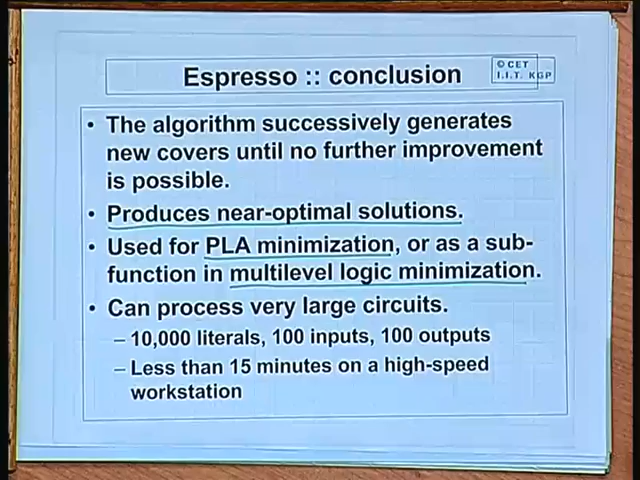 Espresso :: conclusion
© CET
I.I.T. KGP
• The algorithm successively generates
new covers until no further improvement
is possible.
• Produces near-optimal solutions.
• Used for PLA minimization, or as a sub-
function in multilevel logic minimization.
• Can process very large circuits.
– 10,000 literals, 100 inputs, 100 outputs
– Less than 15 minutes on a high-speed
workstation